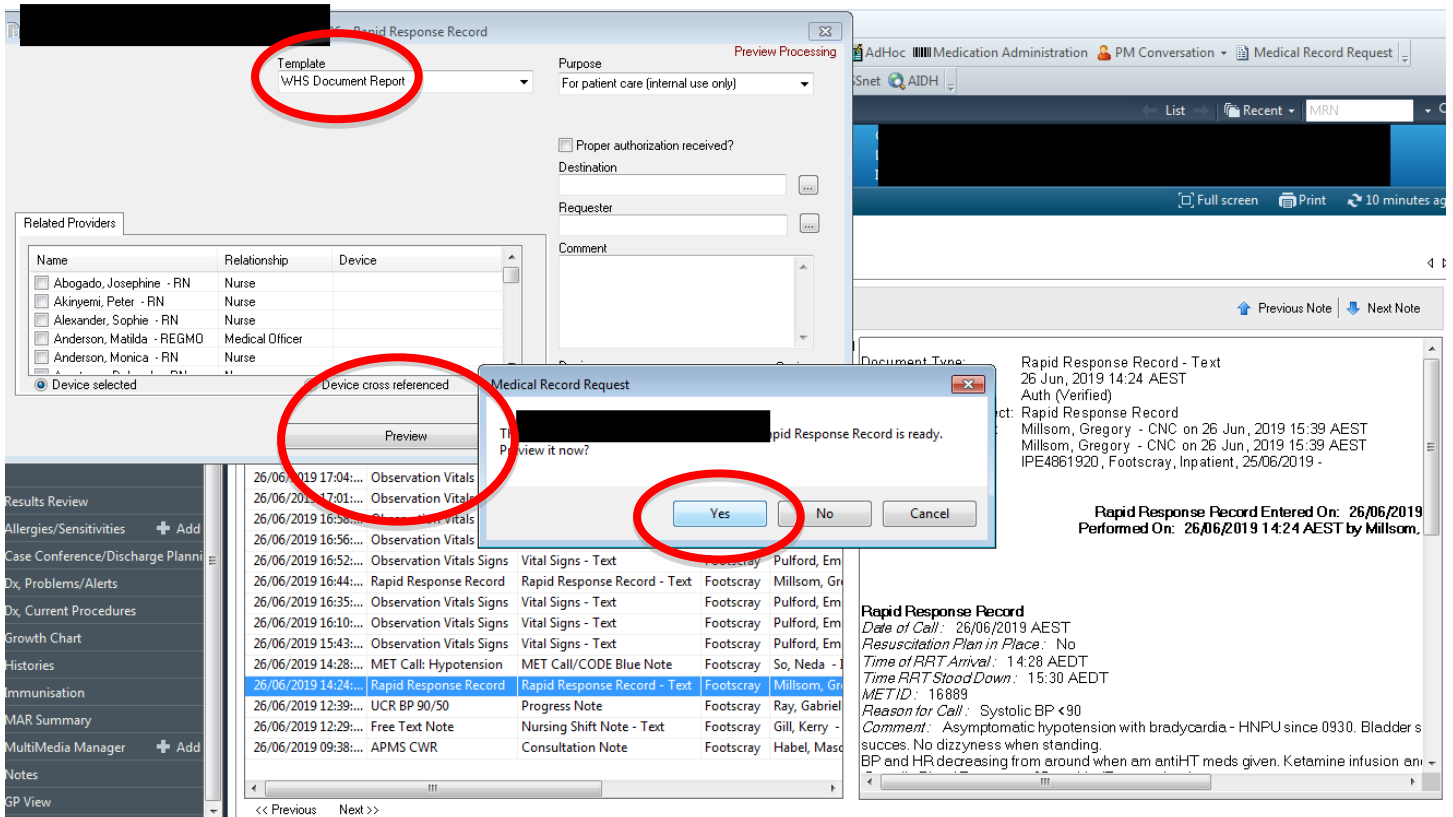 Rapid Response Record
Preview Processing
Template
WHS Document Report
Purpose
For patient care (internal use only)
Proper authorization received?
Destination
...
Requester
...
Comment
Related Providers
Name Relationship Device
Abogado, Josephine - RN Nurse
Akinyemi, Peter - RN Nurse
Alexander, Sophie - RN Nurse
Anderson, Matilda - REGMO Medical Officer
Anderson, Monica - RN Nurse
Device selected
Device cross referenced
Preview
AdHoc Medication Administration PM Conversation Medical Record Request
SSnet AIDH
List Recent MRN
Full screen Print 10 minutes ag
Previous Note Next Note
Medical Record Request
Rapid Response Record is ready.
Preview it now?
Yes No Cancel
Document Type: Rapid Response Record - Text
26 Jun, 2019 14:24 AEST
Auth (Verified)
ct: Rapid Response Record
Millsom, Gregory - CNC on 26 Jun, 2019 15:39 AEST
Millsom, Gregory - CNC on 26 Jun, 2019 15:39 AEST
IPE4861920, Footscray, Inpatient, 25/06/2019 -
Rapid Response Record Entered On: 26/06/2019
Performed On: 26/06/2019 14:24 AEST by Millsom,
Rapid Response Record
Date of Call: 26/06/2019 AEST
Resuscitation Plan in Place: No
Time of RRT Arrival: 14:28 AEDT
Time RRT Stood Down: 15:30 AEDT
MET ID: 16889
Reason for Call: Systolic BP <90
Comment: Asymptomatic hypotension with bradycardia - HNPU since 0930. Bladder s
succes. No dizzyness when standing.
BP and HR decreasing from around when am antiHT meds given. Ketamine infusion an
Results Review
Allergies/Sensitivities Add
Case Conference/Discharge Planni
Dx, Problems/Alerts
Dx, Current Procedures
Growth Chart
Histories
Immunisation
MAR Summary
MultiMedia Manager Add
Notes
GP View
26/06/2019 17:04:... Observation Vitals
26/06/2019 17:01:... Observation Vitals
26/06/2019 16:58:... Observation Vitals
26/06/2019 16:56:... Observation Vitals
26/06/2019 16:52:... Observation Vitals Signs Vital Signs - Text Footscray Pulford, Em
26/06/2019 16:44:... Rapid Response Record Rapid Response Record - Text Footscray Millsom, Gre
26/06/2019 16:35:... Observation Vitals Signs Vital Signs - Text Footscray Pulford, Em
26/06/2019 16:10:... Observation Vitals Signs Vital Signs - Text Footscray Pulford, Em
26/06/2019 15:43:... Observation Vitals Signs Vital Signs - Text Footscray Pulford, Em
26/06/2019 14:28:... MET Call: Hypotension MET Call/CODE Blue Note Footscray So, Neda -
26/06/2019 14:24:... Rapid Response Record Rapid Response Record - Text Footscray Millsom, Gre
26/06/2019 12:39:... UCR BP 90/50 Progress Note Footscray Ray, Gabriel
26/06/2019 12:29:... Free Text Note Nursing Shift Note - Text Footscray Gill, Kerry -
26/06/2019 09:38:... APMS CWR Consultation Note Footscray Habel, Masc
<< Previous Next >>